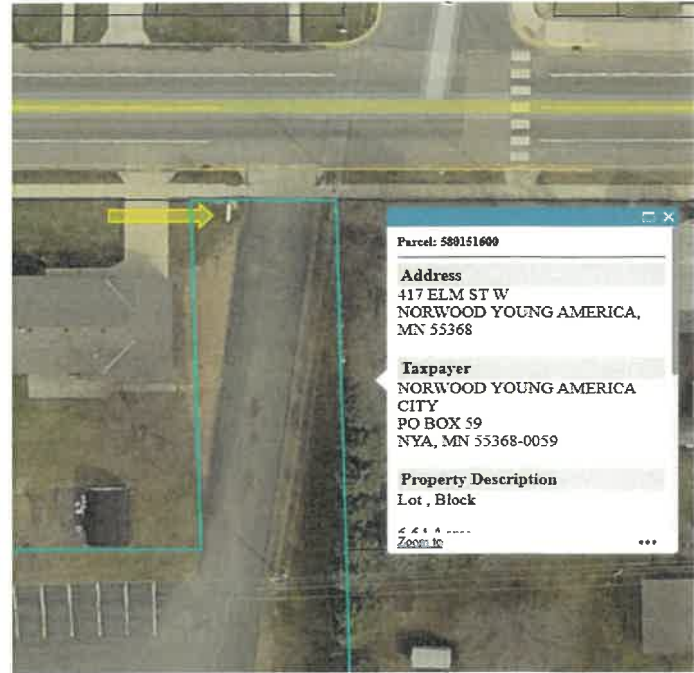 Parcel: 580151600
Address
417 ELM ST W
NORWOOD YOUNG AMERICA,
MN 55368
Taxpayer
NORWOOD YOUNG AMERICA
CITY
PO BOX 59
NYA, MN 55368-0059
Property Description
Lot , Block
Zoom to